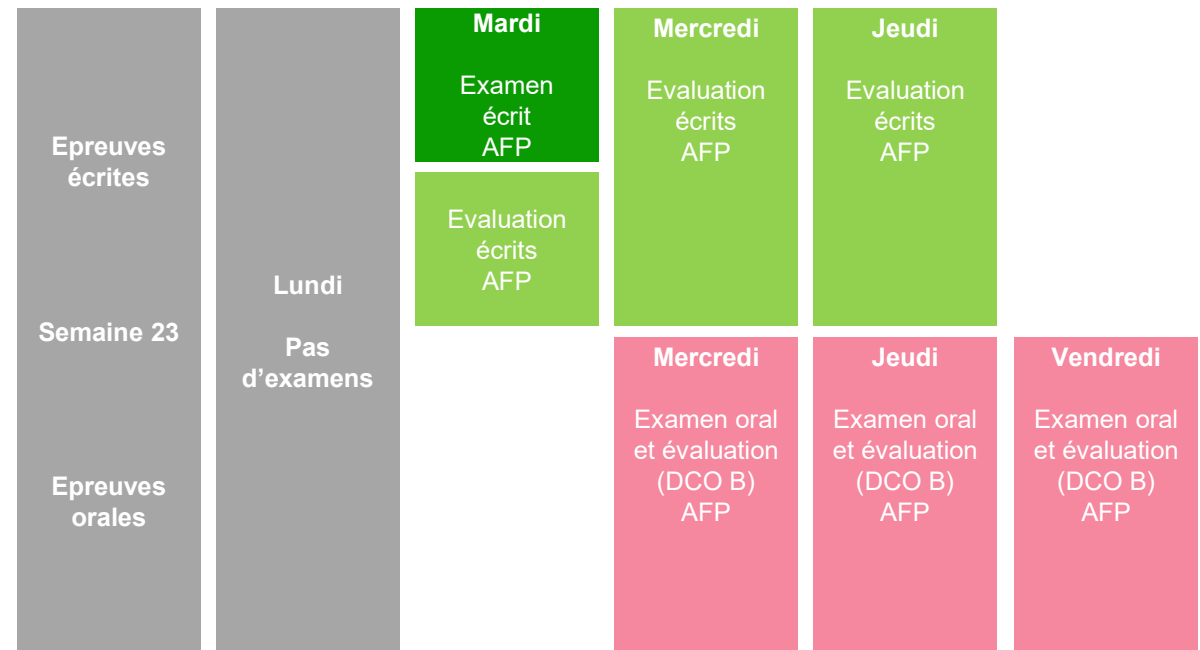 Epreuves
écrites
Semaine 23
Epreuves
orales
Lundi
Pas
d’examens
Mardi
Examen
écrit
AFP
Evaluation
écrits
AFP
Mercredi
Evaluation
écrits
AFP
Jeudi
Evaluation
écrits
AFP
Mercredi
Examen oral
et évaluation
(DCO B)
AFP
Jeudi
Examen oral
et évaluation
(DCO B)
AFP
Vendredi
Examen oral
et évaluation
(DCO B)
AFP